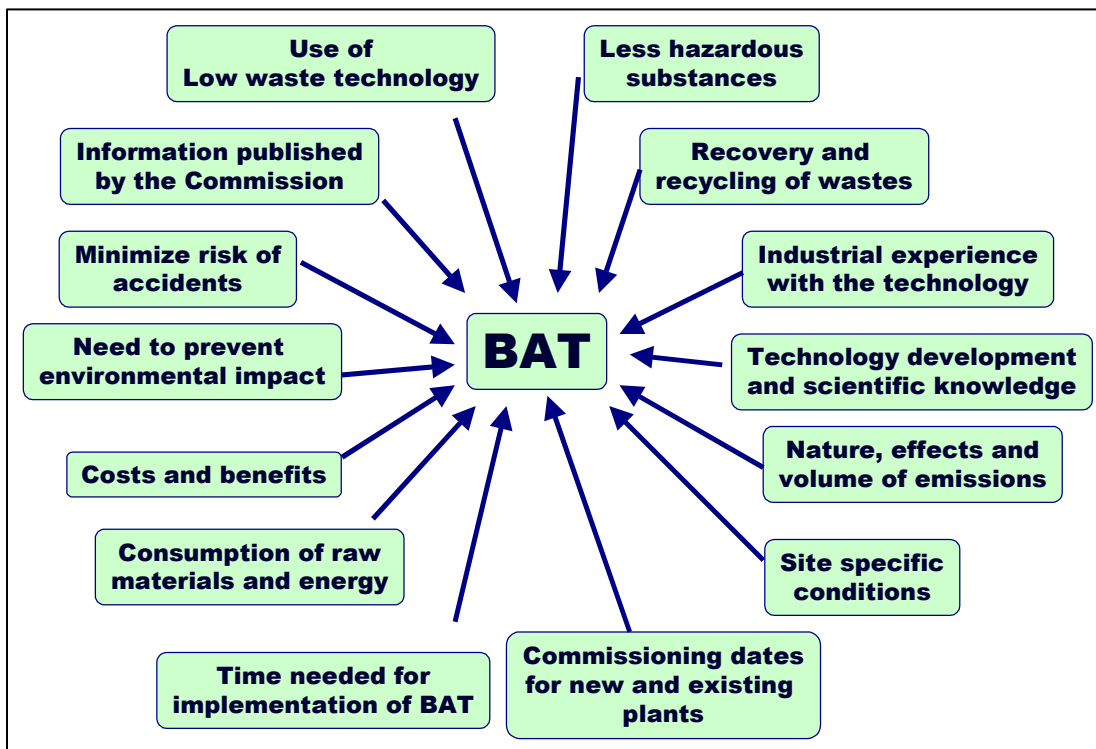 Use of
Low waste technology
Less hazardous
substances
Information published
by the Commission
Recovery and
recycling of wastes
Minimize risk of
accidents
Industrial experience
with the technology
Need to prevent
environmental impact
BAT
Technology development
and scientific knowledge
Costs and benefits
Nature, effects and
volume of emissions
Consumption of raw
materials and energy
Site specific
conditions
Time needed for
implementation of BAT
Commissioning dates
for new and existing
plants